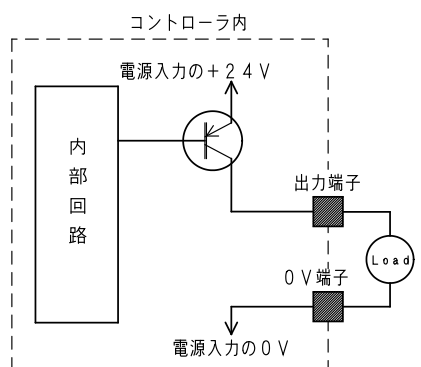 コントローラ内
電源入力の+24V
内部回路
出力端子
Load
0V端子
電源入力の0V